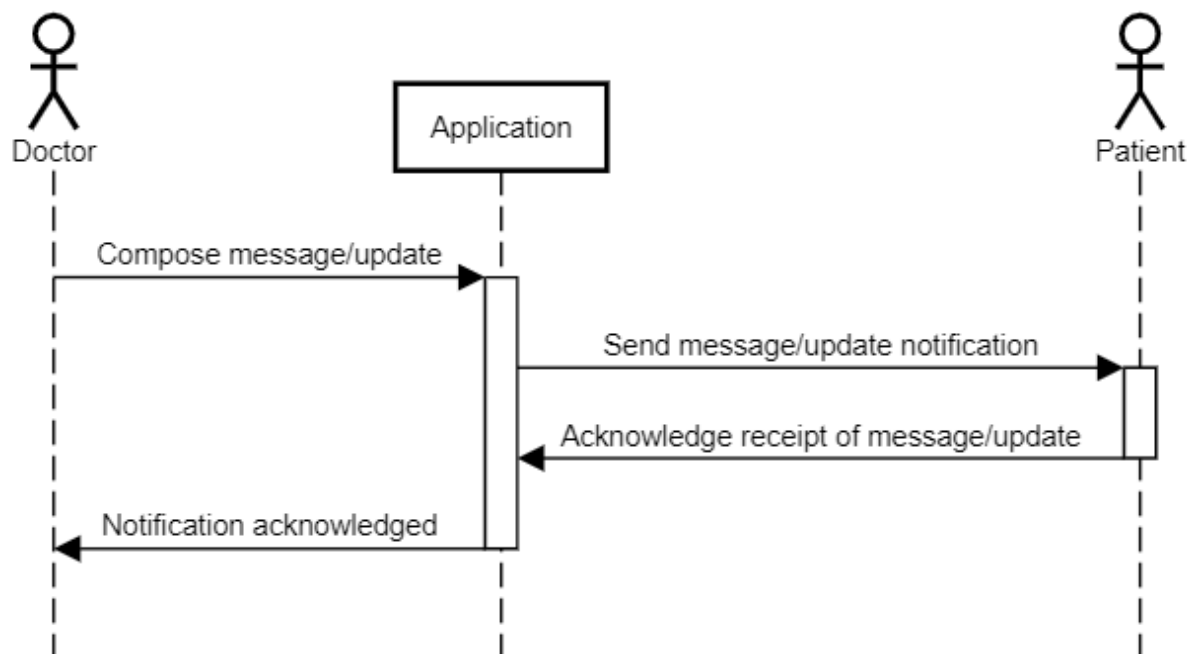 Doctor
Application
Patient
Compose message/update
Send message/update notification
Acknowledge receipt of message/update
Notification acknowledged